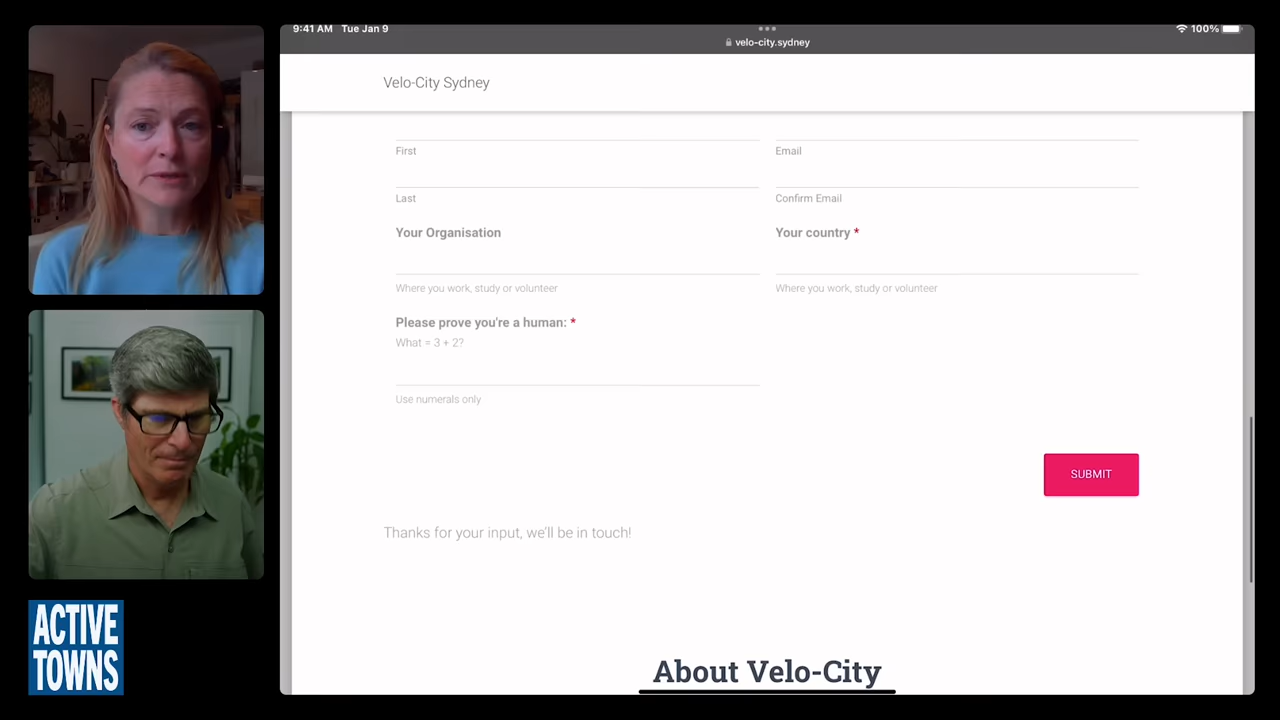 9:41 AM Tue Jan 9
100%
velo-city.sydney
Velo-City Sydney
First
Email
Last
Confirm Email
Your Organisation
Your country *
Where you work, study or volunteer
Where you work, study or volunteer
Please prove you're a human: *
What = 3 + 2?
Use numerals only
SUBMIT
Thanks for your input, we'll be in touch!
About Velo-City
ACTIVE
TOWNS